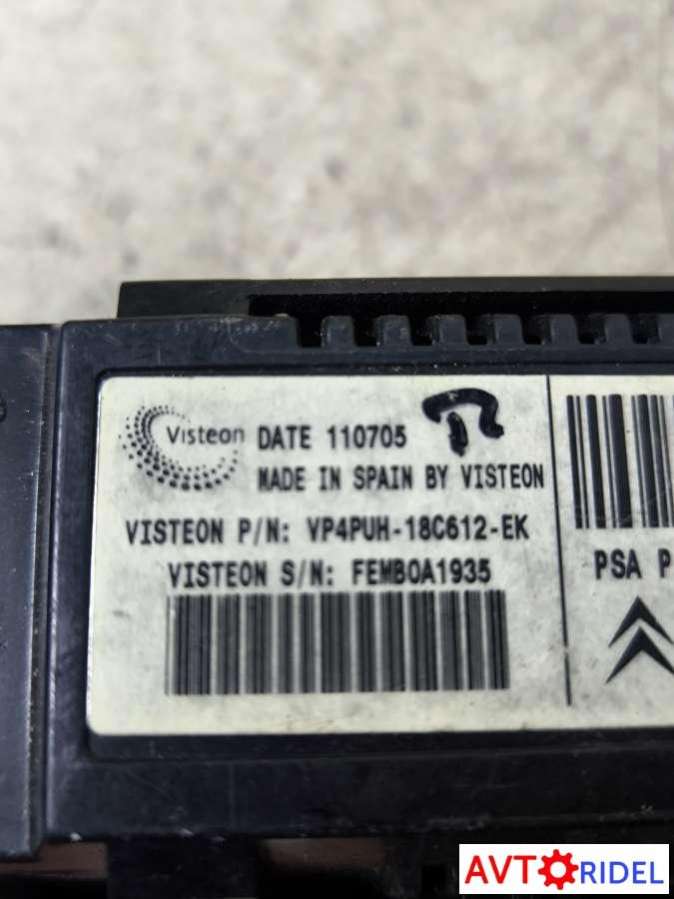 Visteon
DATE 110705
MADE IN SPAIN BY VISTEON
VISTEON P/N: VP4PUH-18C612-EK
VISTEON S/N: FEMB0A1935
PSA P
AVTORIDEL